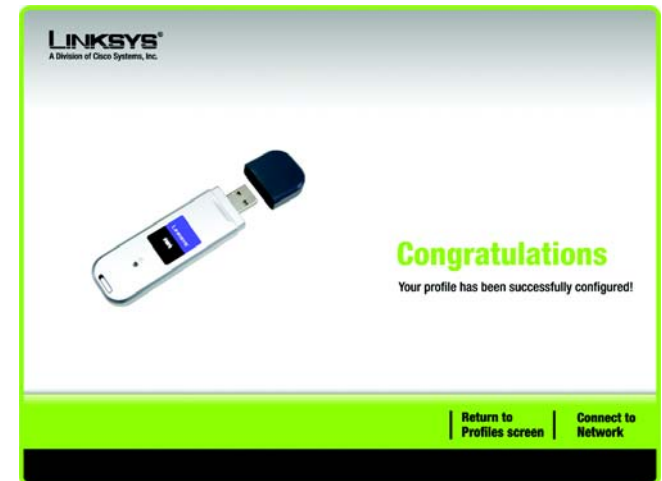 LINKSYS®
A Division of Cisco Systems, Inc.
Linksys
Congratulations
Your profile has been successfully configured!
Return to
Profiles screen
Connect to
Network